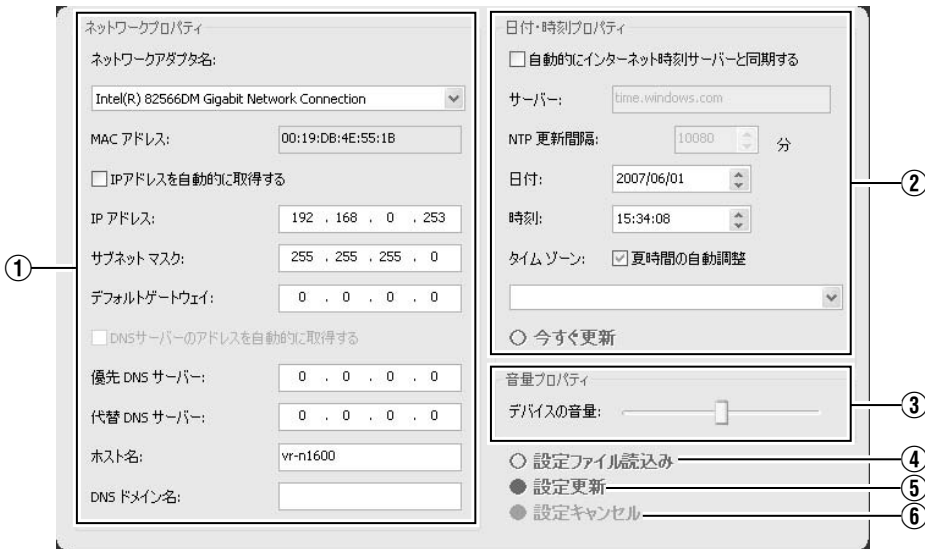 ネットワークプロパティ
ネットワークアダプタ名:
Intel(R) 82566DM Gigabit Network Connection
MAC アドレス: 00:19:DB:4E:55:1B
IPアドレスを自動的に取得する
IP アドレス: 192 . 168 . 0 . 253
サブネット マスク: 255 . 255 . 255 . 0
デフォルトゲートウェイ: 0 . 0 . 0 . 0
DNSサーバーのアドレスを自動的に取得する
優先 DNS サーバー: 0 . 0 . 0 . 0
代替 DNS サーバー: 0 . 0 . 0 . 0
ホスト名: vr-n1600
DNS ドメイン名:
①
日付・時刻プロパティ
自動的にインターネット時刻サーバーと同期する
サーバー: time.windows.com
NTP 更新間隔: 10080 分
日付: 2007/06/01
時刻: 15:34:08
タイム ゾーン: 夏時間の自動調整
今すぐ更新
②
音量プロパティ
デバイスの音量:
③
設定ファイル読込み ④
設定更新 ⑤
設定キャンセル ⑥